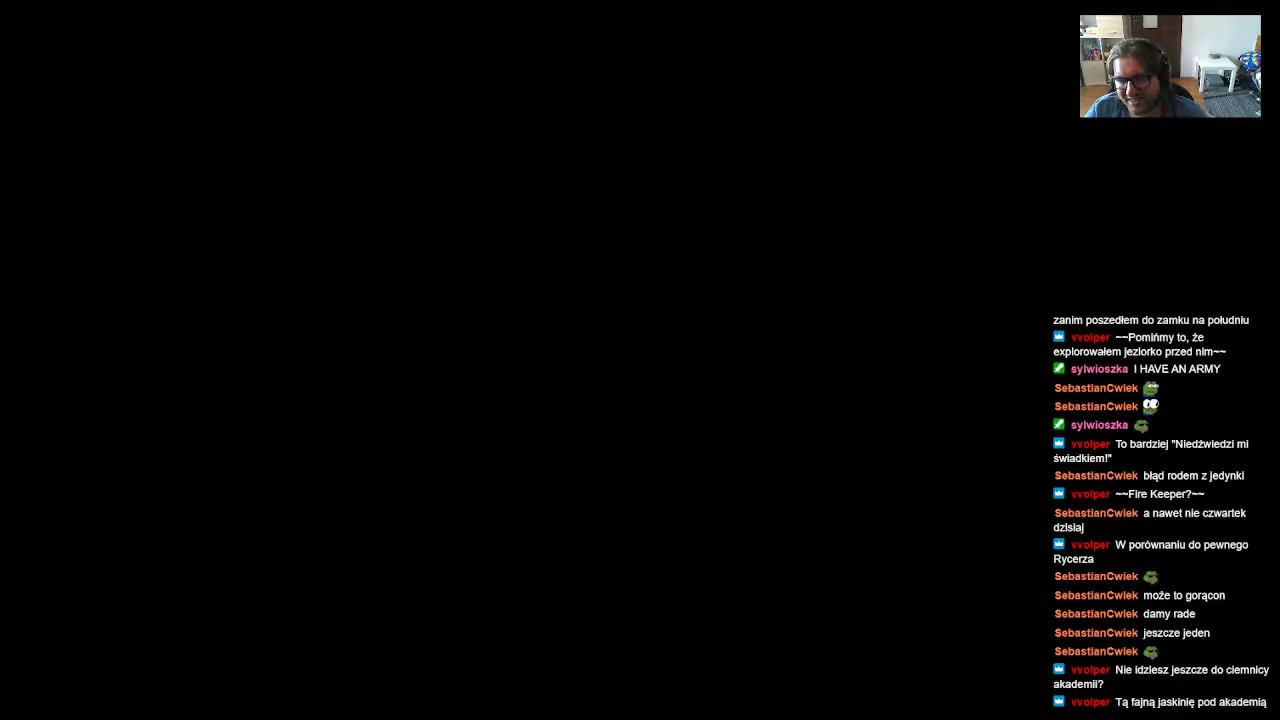 zanim poszedłem do zamku na południu
vvolper ~~Pomińmy to, że
explorowałem jeziorko przed nim~~
sylwioszka I HAVE AN ARMY
SebastianCwiek
SebastianCwiek
sylwioszka
vvolper To bardziej "Niedźwiedzi mi
świadkiem!"
SebastianCwiek błąd rodem z jedynki
vvolper ~~Fire Keeper?~~
SebastianCwiek a nawet nie czwartek
dzisiaj
vvolper W porównaniu do pewnego
Rycerza
SebastianCwiek
SebastianCwiek może to gorącon
SebastianCwiek damy rade
SebastianCwiek jeszcze jeden
SebastianCwiek
vvolper Nie idziesz jeszcze do ciemnicy
akademii?
vvolper Tą fajną jaskinię pod akademią